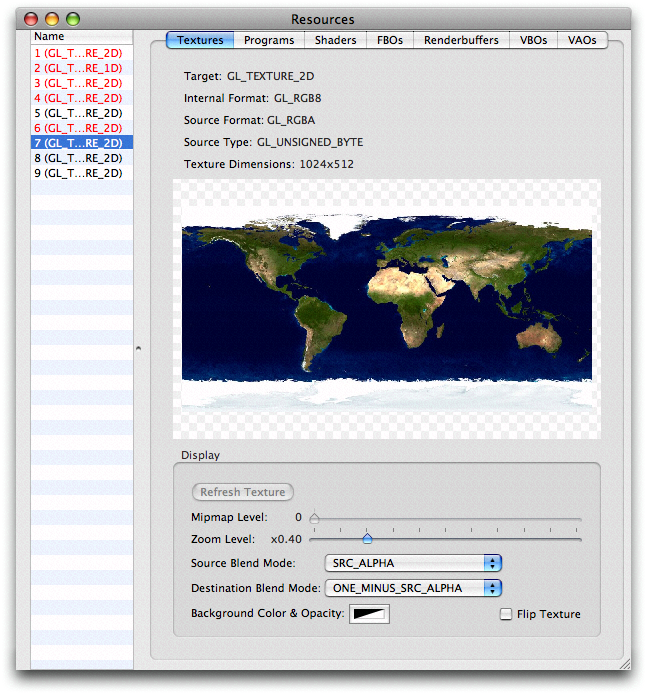 Resources
Name
1 (GL_T...RE_2D)
2 (GL_T...RE_1D)
3 (GL_T...RE_2D)
4 (GL_T...RE_2D)
5 (GL_T...RE_2D)
6 (GL_T...RE_2D)
7 (GL_T...RE_2D)
8 (GL_T...RE_2D)
9 (GL_T...RE_2D)
Textures Programs Shaders FBOs Renderbuffers VBOs VAOs
Target: GL_TEXTURE_2D
Internal Format: GL_RGB8
Source Format: GL_RGBA
Source Type: GL_UNSIGNED_BYTE
Texture Dimensions: 1024x512
Display
Refresh Texture
Mipmap Level: 0
Zoom Level: x0.40
Source Blend Mode: SRC_ALPHA
Destination Blend Mode: ONE_MINUS_SRC_ALPHA
Background Color & Opacity: Flip Texture